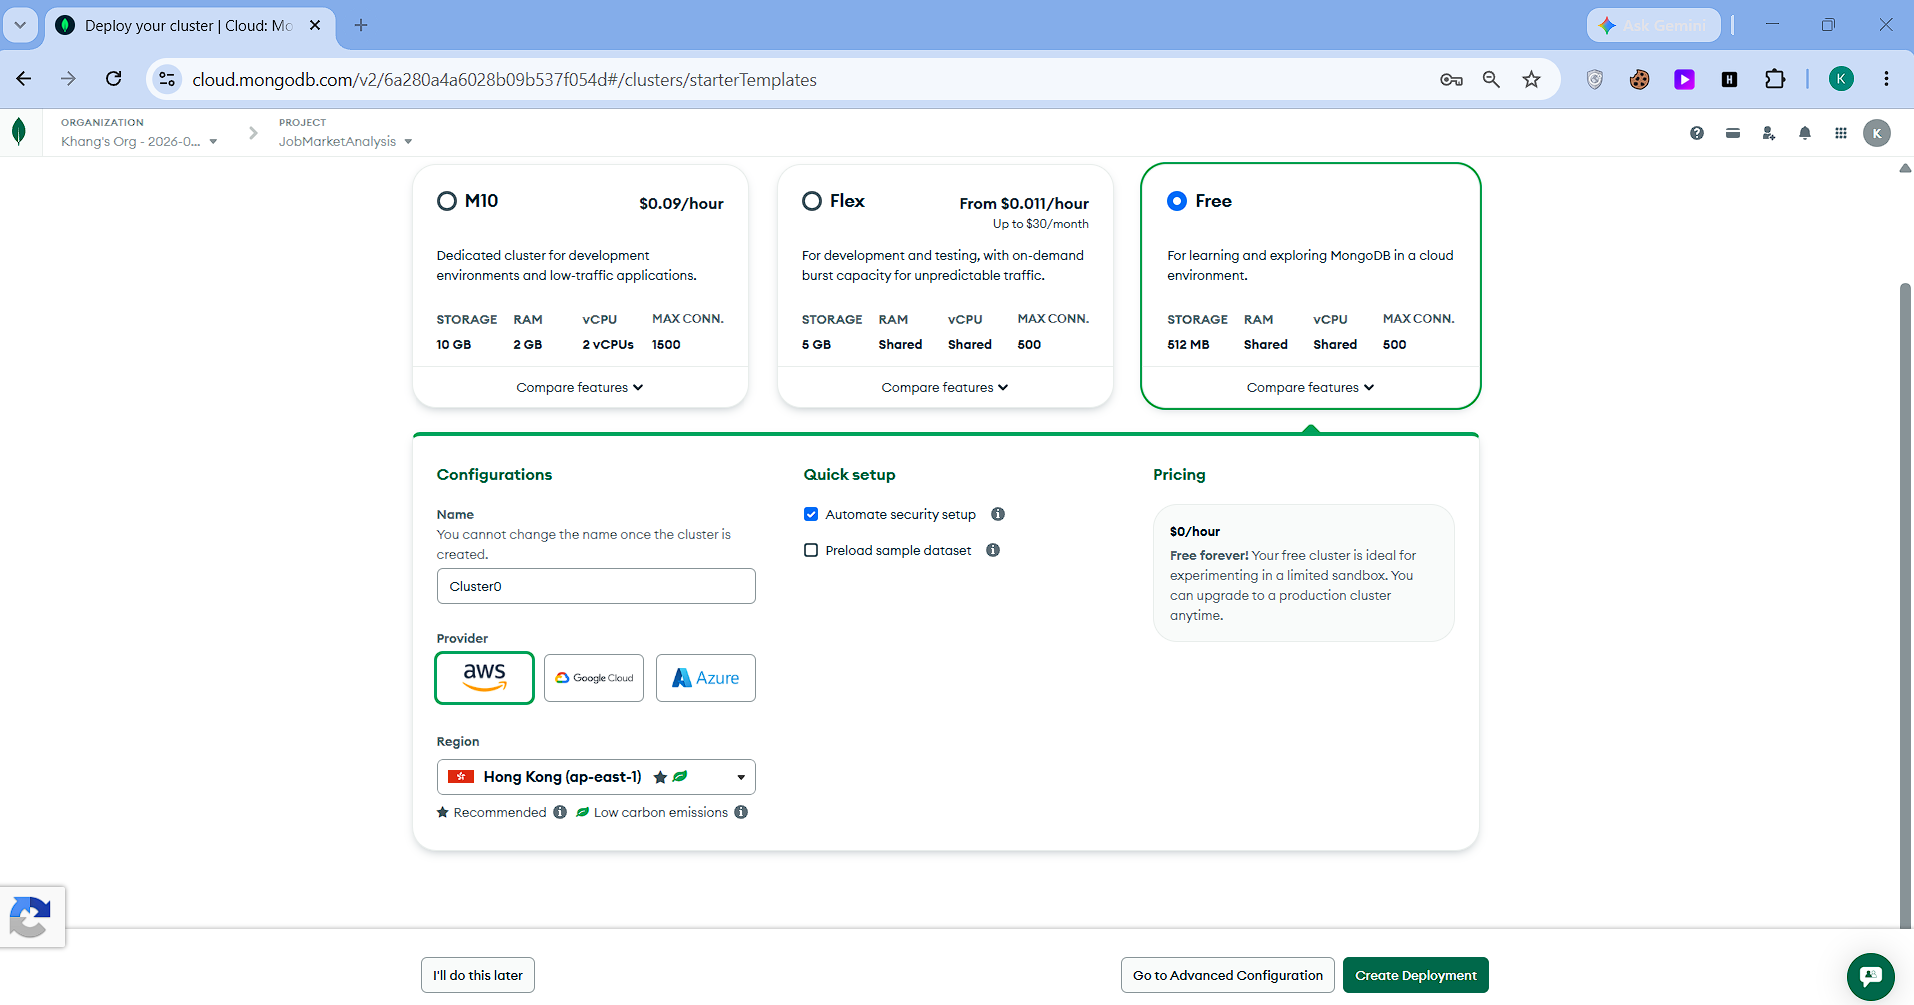 Deploy your cluster | Cloud: Mo
Ask Gemini
cloud.mongodb.com/v2/6a280a4a6028b09b537f054d#/clusters/starterTemplates
H
K
ORGANIZATION
Khang's Org - 2026-0...
PROJECT
JobMarketAnalysis
K
M10
$0.09/hour
Dedicated cluster for development
environments and low-traffic applications.
STORAGE RAM vCPU MAX CONN.
10 GB 2 GB 2 vCPUs 1500
Compare features
Flex
From $0.011/hour
Up to $30/month
For development and testing, with on-demand
burst capacity for unpredictable traffic.
STORAGE RAM vCPU MAX CONN.
5 GB Shared Shared 500
Compare features
Free
For learning and exploring MongoDB in a cloud
environment.
STORAGE RAM vCPU MAX CONN.
512 MB Shared Shared 500
Compare features
Configurations
Name
You cannot change the name once the cluster is
created.
Cluster0
Provider
aws
Google Cloud
Azure
Region
Hong Kong (ap-east-1)
Recommended
Low carbon emissions
Quick setup
Automate security setup
Preload sample dataset
Pricing
$0/hour
Free forever! Your free cluster is ideal for
experimenting in a limited sandbox. You
can upgrade to a production cluster
anytime.
I'll do this later
Go to Advanced Configuration
Create Deployment